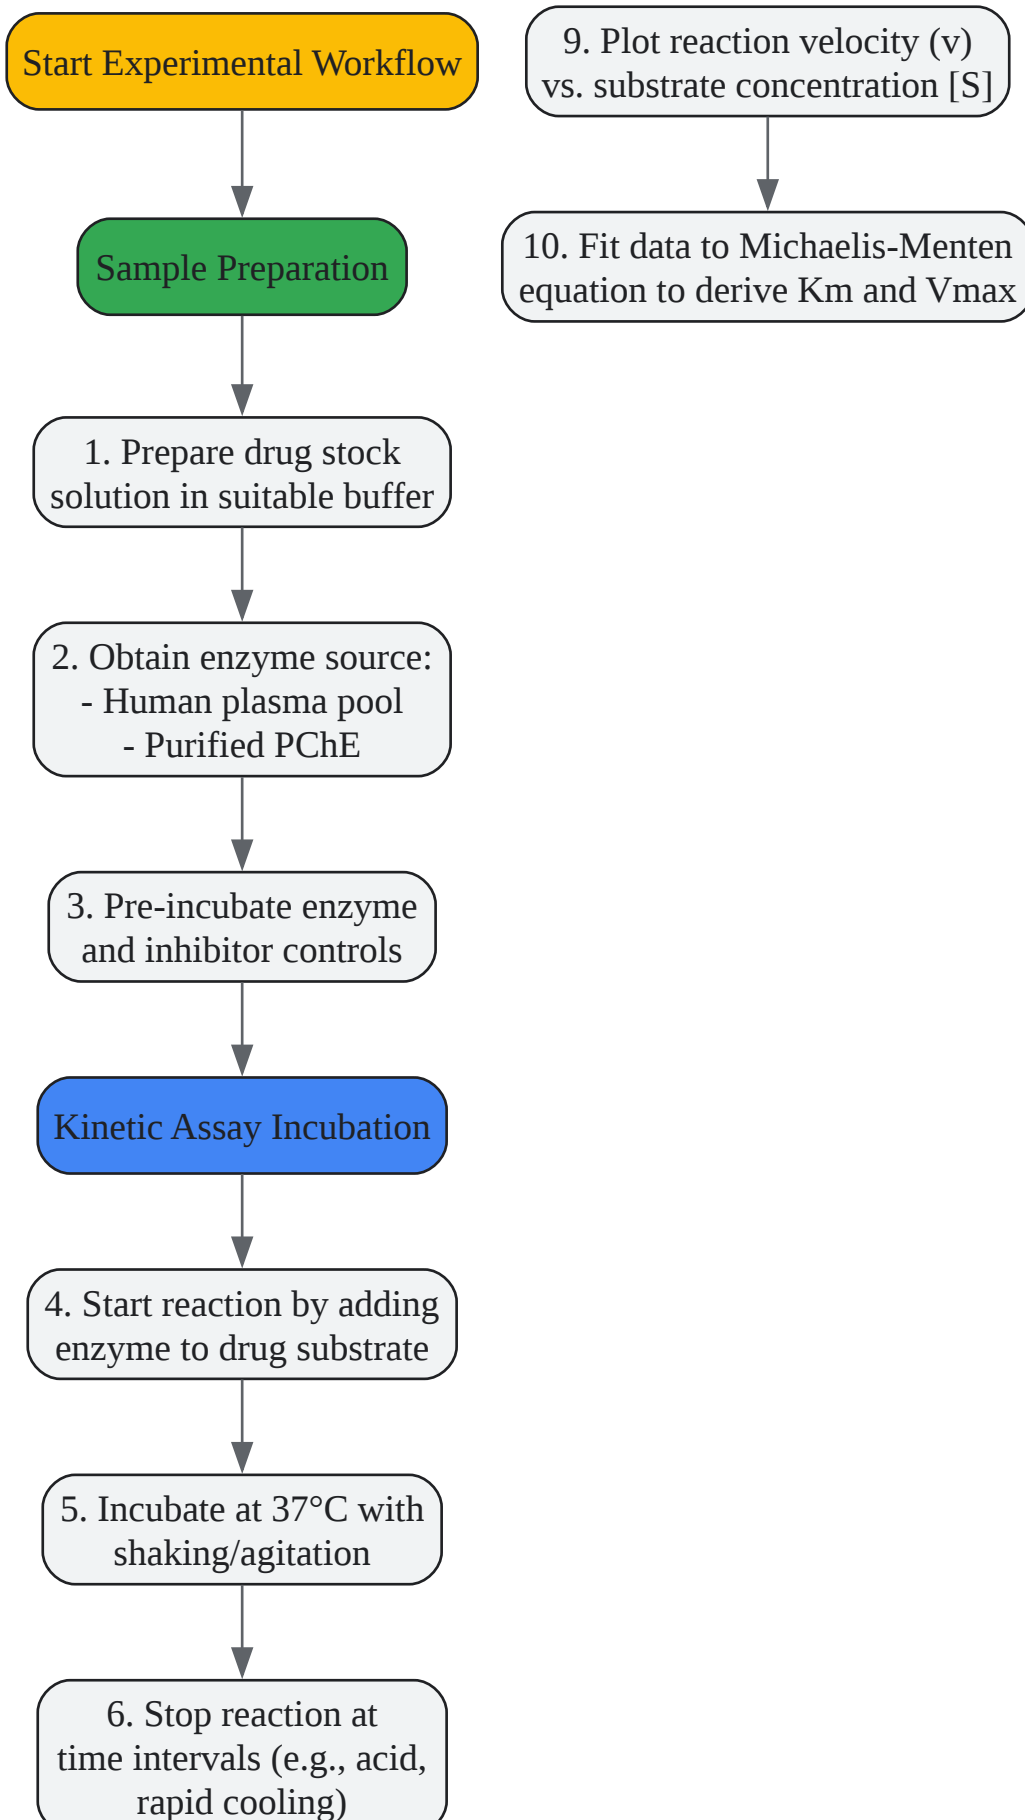 Start Experimental Workflow
Sample Preparation
1. Prepare drug stock
solution in suitable buffer
2. Obtain enzyme source:
- Human plasma pool
- Purified PChE
3. Pre-incubate enzyme
and inhibitor controls
Kinetic Assay Incubation
4. Start reaction by adding
enzyme to drug substrate
5. Incubate at 37°C with
shaking/agitation
6. Stop reaction at
time intervals (e.g., acid,
rapid cooling)
9. Plot reaction velocity (v)
vs. substrate concentration [S]
10. Fit data to Michaelis-Menten
equation to derive Km and Vmax